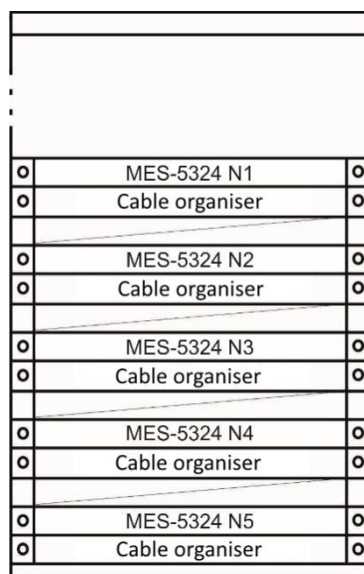 MES-5324 N1
Cable organiser
MES-5324 N2
Cable organiser
MES-5324 N3
Cable organiser
MES-5324 N4
Cable organiser
MES-5324 N5
Cable organiser